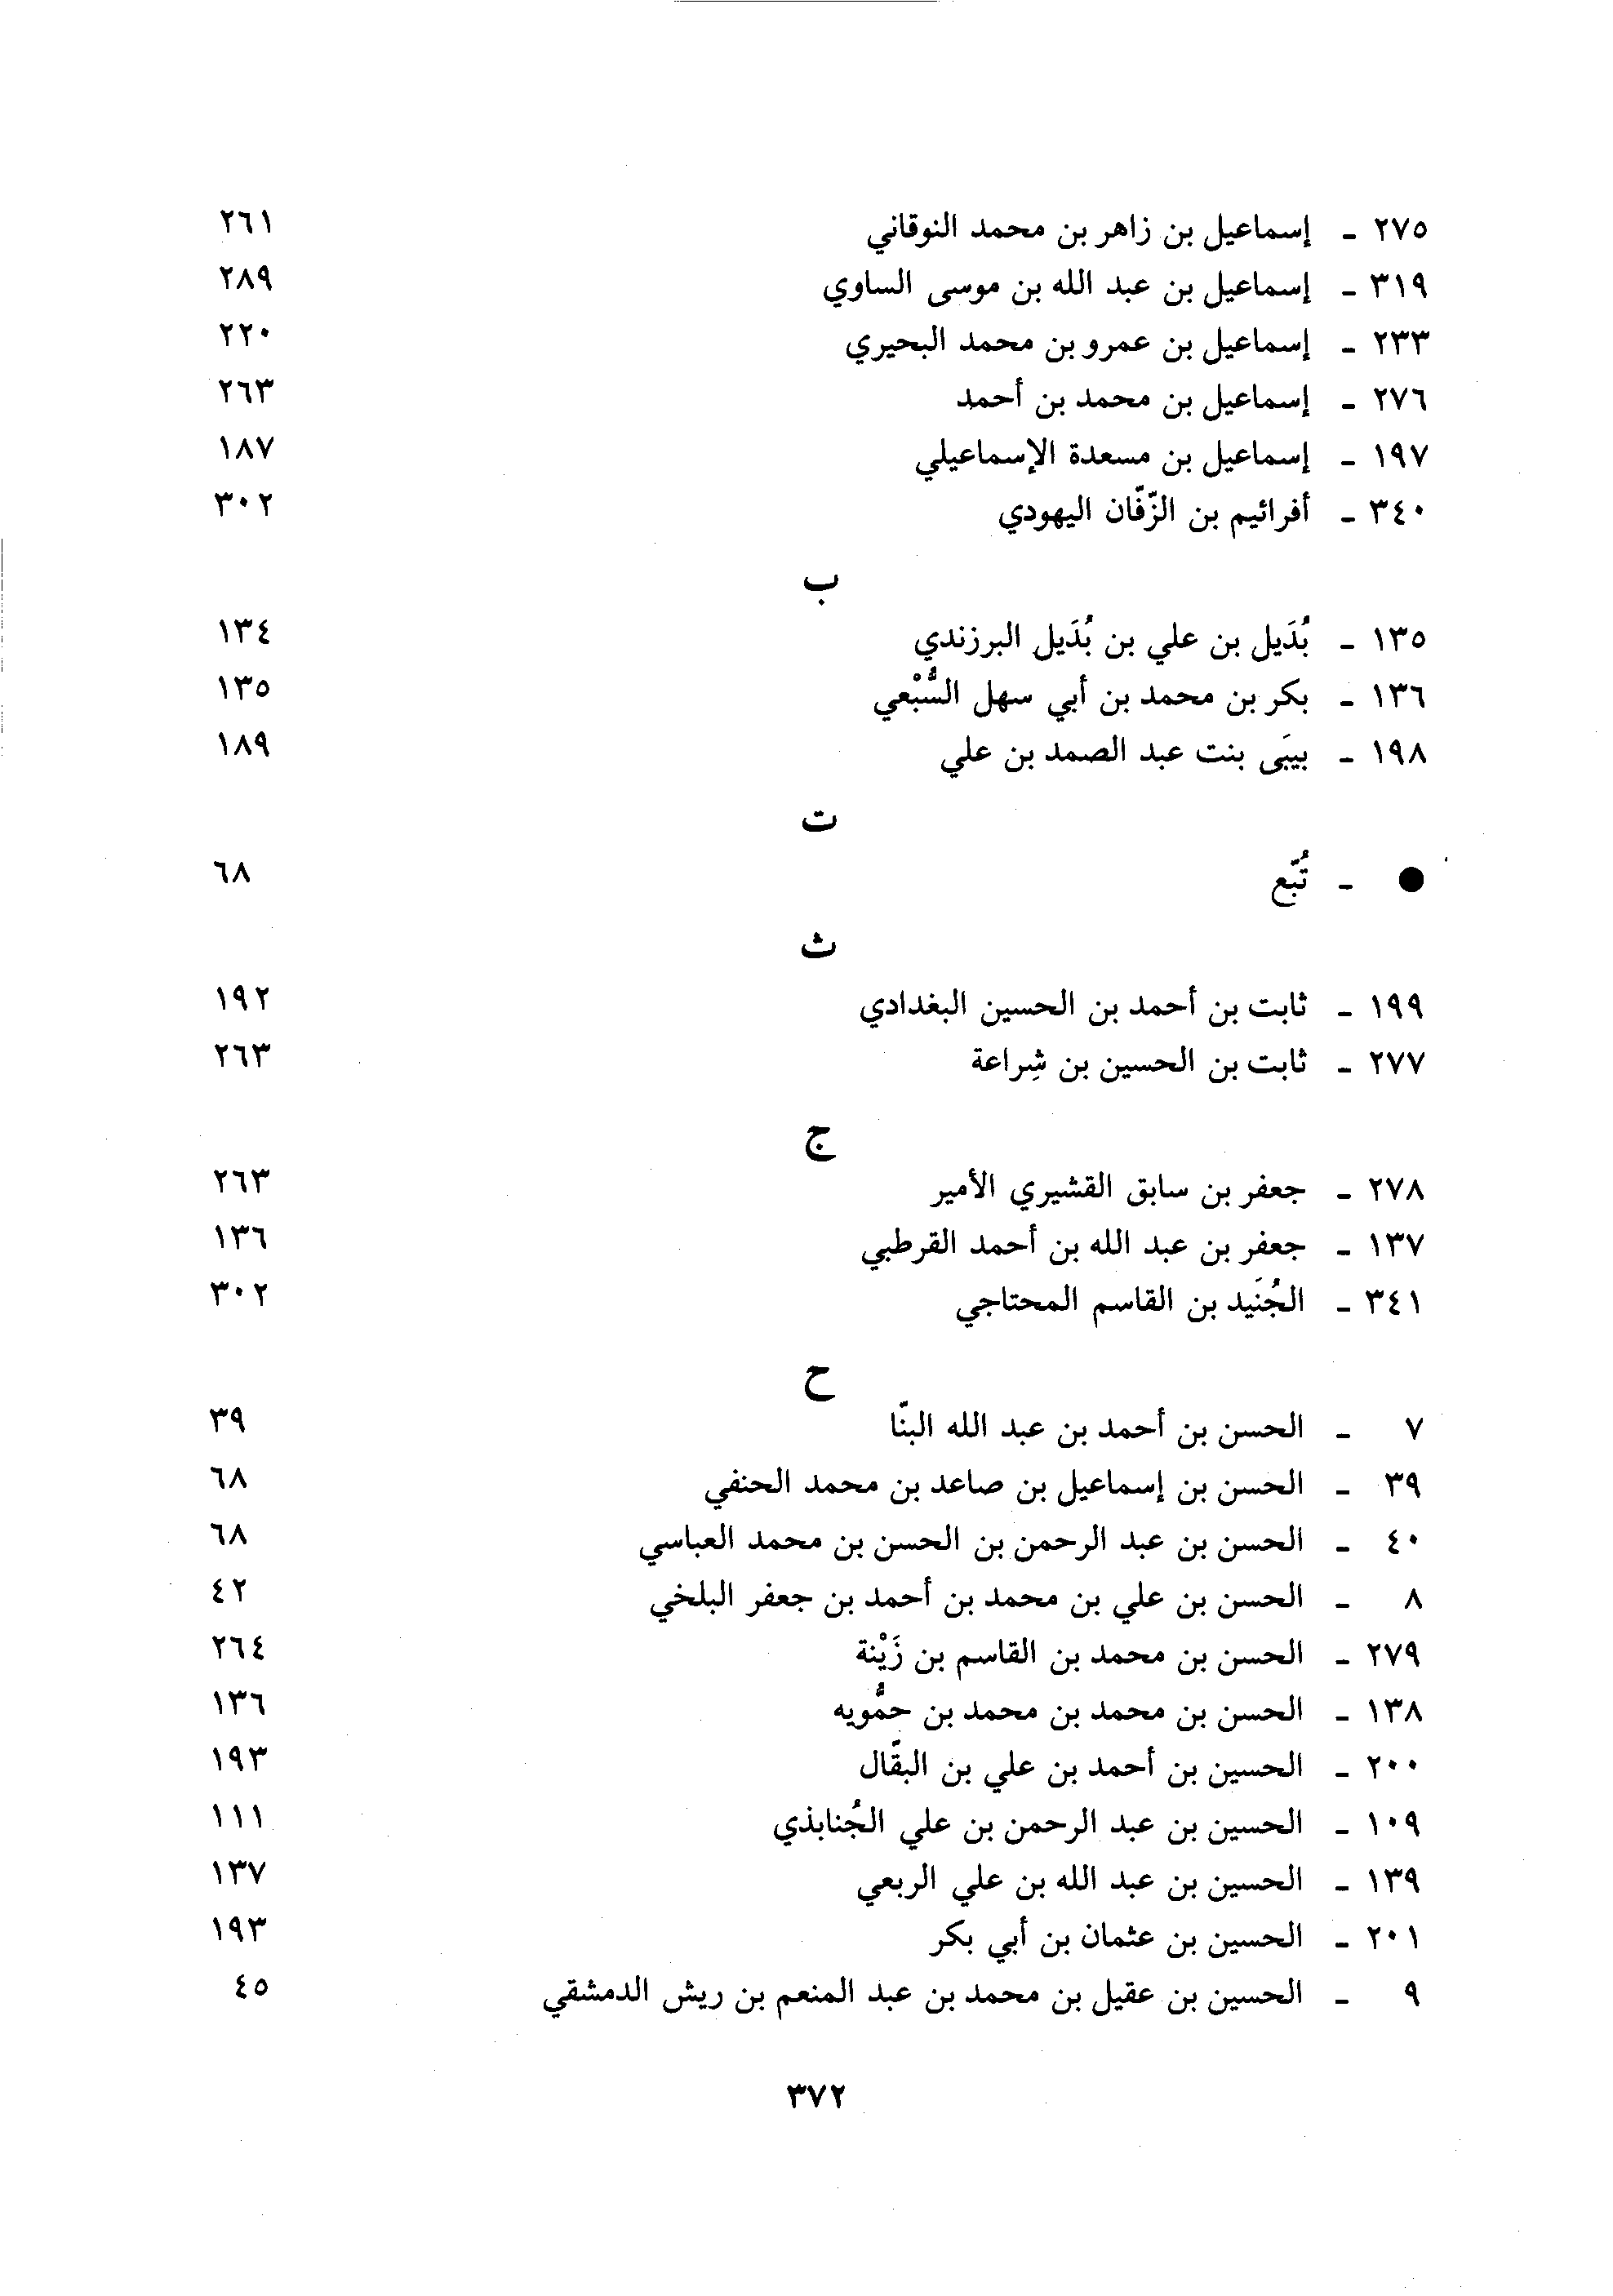 ٢٧٥ - إسماعيل بن زاهر بن محمد النوقاني ٢٦١
٣١٩ - إسماعيل بن عبد الله بن موسى الساوي ٢٨٩
٢٣٣ - إسماعيل بن عمرو بن محمد البحيري ٢٢٠
٢٧٦ - إسماعيل بن محمد بن أحمد ٢٦٣
١٩٧ - إسماعيل بن مسعدة الإسماعيلي ١٨٧
٣٤٠ - أفرائيم بن الزّفّان اليهودي ٣٠٢
ب
١٣٥ - بُدَيل بن علي بن بُدَيل البرزندي ١٣٤
١٣٦ - بكر بن محمد بن أبي سهل السُّبْعي ١٣٥
١٩٨ - بيبَى بنت عبد الصمد بن علي ١٨٩
ت
● - تُبّع ٦٨
ث
١٩٩ - ثابت بن أحمد بن الحسين البغدادي ١٩٢
٢٧٧ - ثابت بن الحسين بن شِراعة ٢٦٣
ج
٢٧٨ - جعفر بن سابق القشيري الأمير ٢٦٣
١٣٧ - جعفر بن عبد الله بن أحمد القرطبي ١٣٦
٣٤١ - الجُنَيد بن القاسم المحتاجي ٣٠٢
ح
٧ - الحسن بن أحمد بن عبد الله البنّا ٣٩
٣٩ - الحسن بن إسماعيل بن صاعد بن محمد الحنفي ٦٨
٤٠ - الحسن بن عبد الرحمن بن الحسن بن محمد العباسي ٦٨
٨ - الحسن بن علي بن محمد بن أحمد بن جعفر البلخي ٤٢
٢٧٩ - الحسن بن محمد بن القاسم بن زَيْنة ٢٦٤
١٣٨ - الحسن بن محمد بن محمد بن حمُّويه ١٣٦
٢٠٠ - الحسين بن أحمد بن علي بن البقّال ١٩٣
١٠٩ - الحسين بن عبد الرحمن بن علي الجُنابذي ١١١
١٣٩ - الحسين بن عبد الله بن علي الربعي ١٣٧
٢٠١ - الحسين بن عثمان بن أبي بكر ١٩٣
٩ - الحسين بن عقيل بن محمد بن عبد المنعم بن ريش الدمشقي ٤٥
٣٧٢